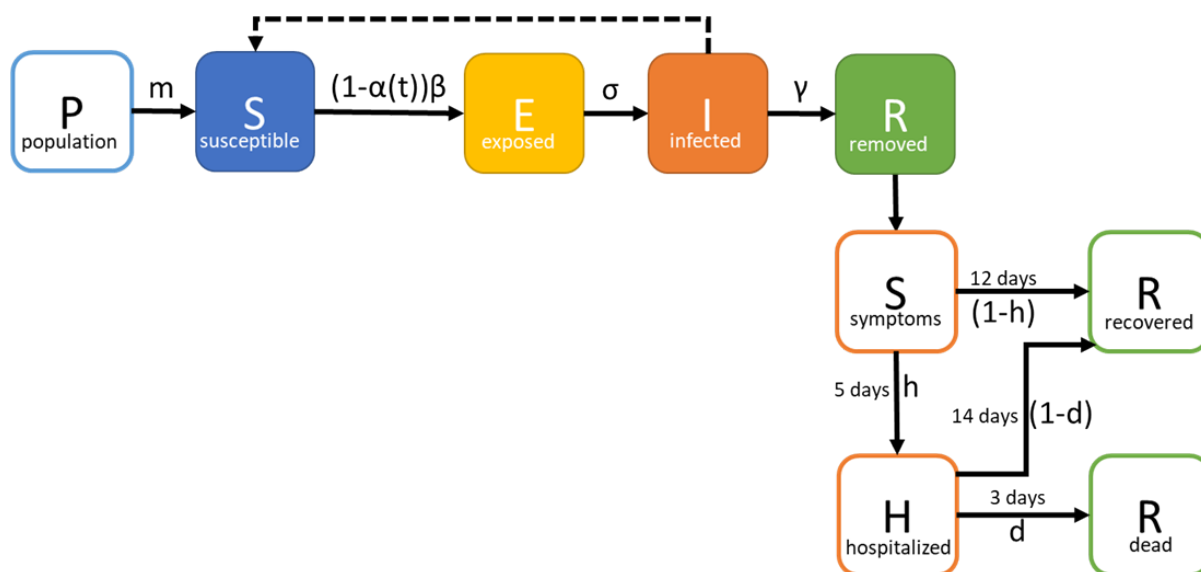 m
(1-α(t))β
σ
γ
P
population
S
susceptible
E
exposed
I
infected
R
removed
S
symptoms
12 days
(1-h)
R
recovered
5 days
h
14 days
(1-d)
H
hospitalized
3 days
d
R
dead